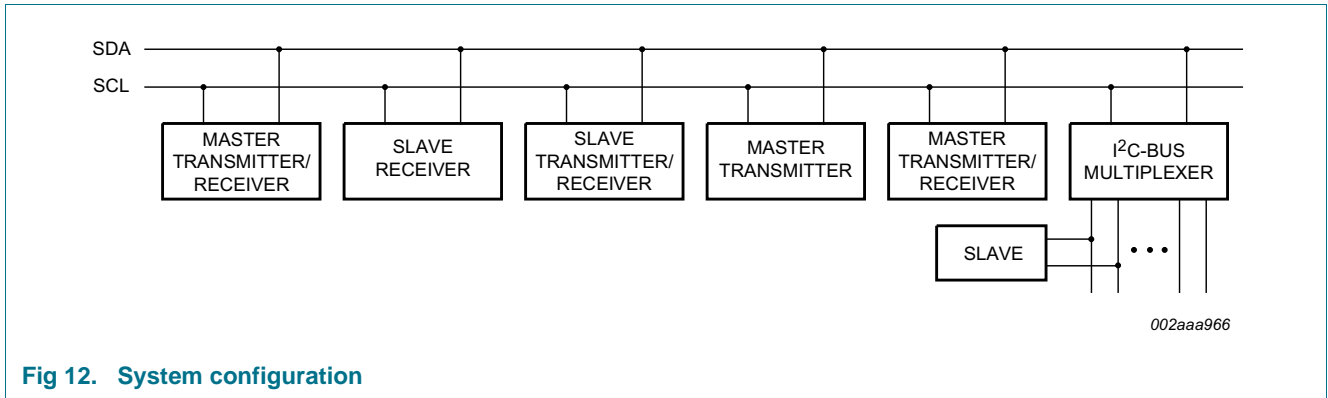 SDA
SCL
MASTER
TRANSMITTER/
RECEIVER
SLAVE
RECEIVER
SLAVE
TRANSMITTER/
RECEIVER
MASTER
TRANSMITTER
MASTER
TRANSMITTER/
RECEIVER
I²C-BUS
MULTIPLEXER
SLAVE
002aaa966
Fig 12. System configuration